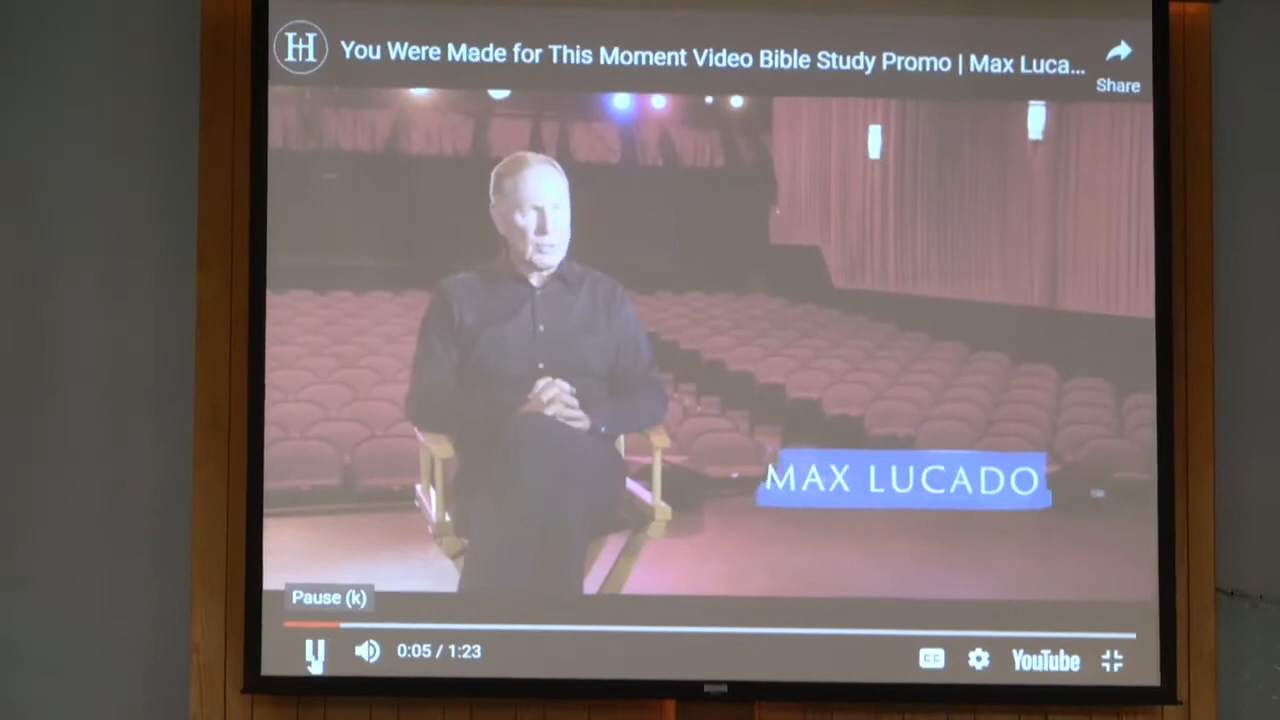 H
You Were Made for This Moment Video Bible Study Promo | Max Luca...
Share
MAX LUCADO
Pause (k)
0:05 / 1:23
CC
YouTube